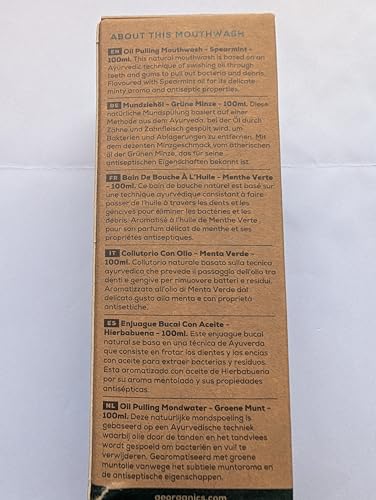 ABOUT THIS MOUTHWASH
EN Oil Pulling Mouthwash - Spearmint -
100ml. This natural mouthwash is based on an
Ayurvedic technique of swishing oil through
teeth and gums to pull out bacteria and debris.
Flavoured with Spearmint oil for its delicate
minty aroma and antiseptic properties.
DE Mundziehöl - Grüne Minze - 100ml. Diese
natürliche Mundspülung basiert auf einer
Methode aus dem Ayurveda, bei der Öl durch
Zähne und Zahnfleisch gespült wird, um
Bakterien und Ablagerungen zu entfernen. Mit
dem dezenten Minzgeschmack vom ätherischen
öl der Grünen Minze, das für seine
antiseptischen Eigenschaften bekannt ist.
FR Bain De Bouche À L'Huile - Menthe Verte
- 100ml. Ce bain de bouche naturel est basé sur
une technique ayurvédique consistant à faire
passer de l'huile à travers les dents et les
gencives pour éliminer les bactéries et les
débris. Aromatisé à l'huile de Menthe Verte
pour son parfum délicat de menthe et ses
propriétés antiseptiques.
IT Collutorio Con Olio - Menta Verde -
100ml. Collutorio naturale basato sulla tecnica
ayurvedica che prevede il passaggio dell'olio tra
denti e gengive per rimuovere batteri e residui.
Aromatizzato all'olio di Menta Verde dal
delicato gusto alla menta e con proprietà
antisettiche.
ES Enjuague Bucal Con Aceite -
Hierbabuena - 100ml. Este enjuague bucal
natural se basa en una técnica de Ayuverda
que consiste en frotar los dientes y las encías
con aceite para extraer bacterias y residuos.
Esta aromatizado con aceite de Hierbabuena
por su aroma mentolado y sus propiedades
antisépticas.
NL Oil Pulling Mondwater - Groene Munt -
100ml. Deze natuurlijke mondspoeling is
gebaseerd op een Ayurvedische techniek
waarbij olie door de tanden en het tandvlees
wordt gespoeld om bacteriën en vuil te
verwijderen. Gearomatiseerd met groene
muntolie vanwege het subtiele muntaroma en
de antiseptische eigenschappen.
georganics.com